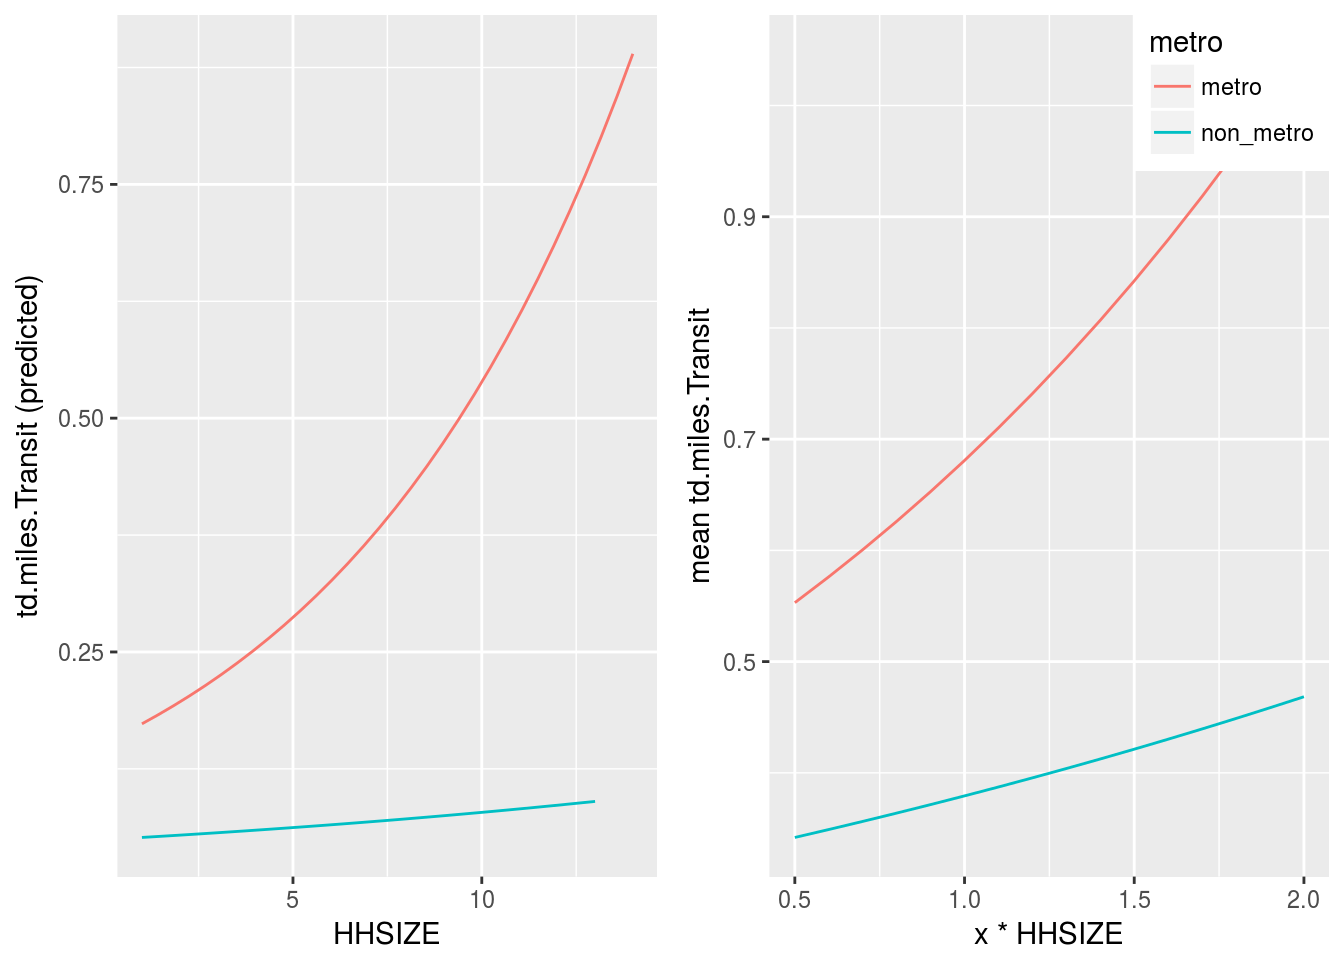 td.miles.Transit (predicted)
0.75
0.50
0.25
5
10
HHSIZE
mean td.miles.Transit
0.9
0.7
0.5
0.5
1.0
1.5
2.0
x * HHSIZE
metro
metro
non_metro